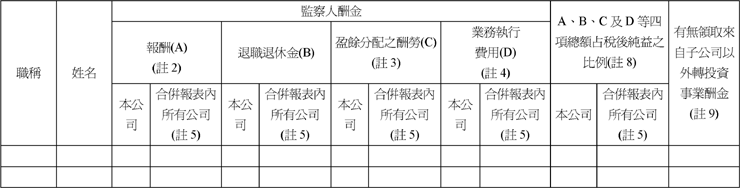 職稱
姓名
監察人酬金
報酬(A)
(註 2)
退職退休金(B)
盈餘分配之酬勞(C)
(註 3)
業務執行
費用(D)
(註 4)
A、B、C 及 D 等四
項總額占稅後純益之
比例(註 8)
有無領取來
自子公司以
外轉投資
事業酬金
(註 9)
本公
司
合併報表內
所有公司
(註 5)
本公
司
合併報表內
所有公司
(註 5)
本公
司
合併報表內
所有公司
(註 5)
本公
司
合併報表內
所有公司
(註 5)
本公司
合併報表內
所有公司
(註 5)